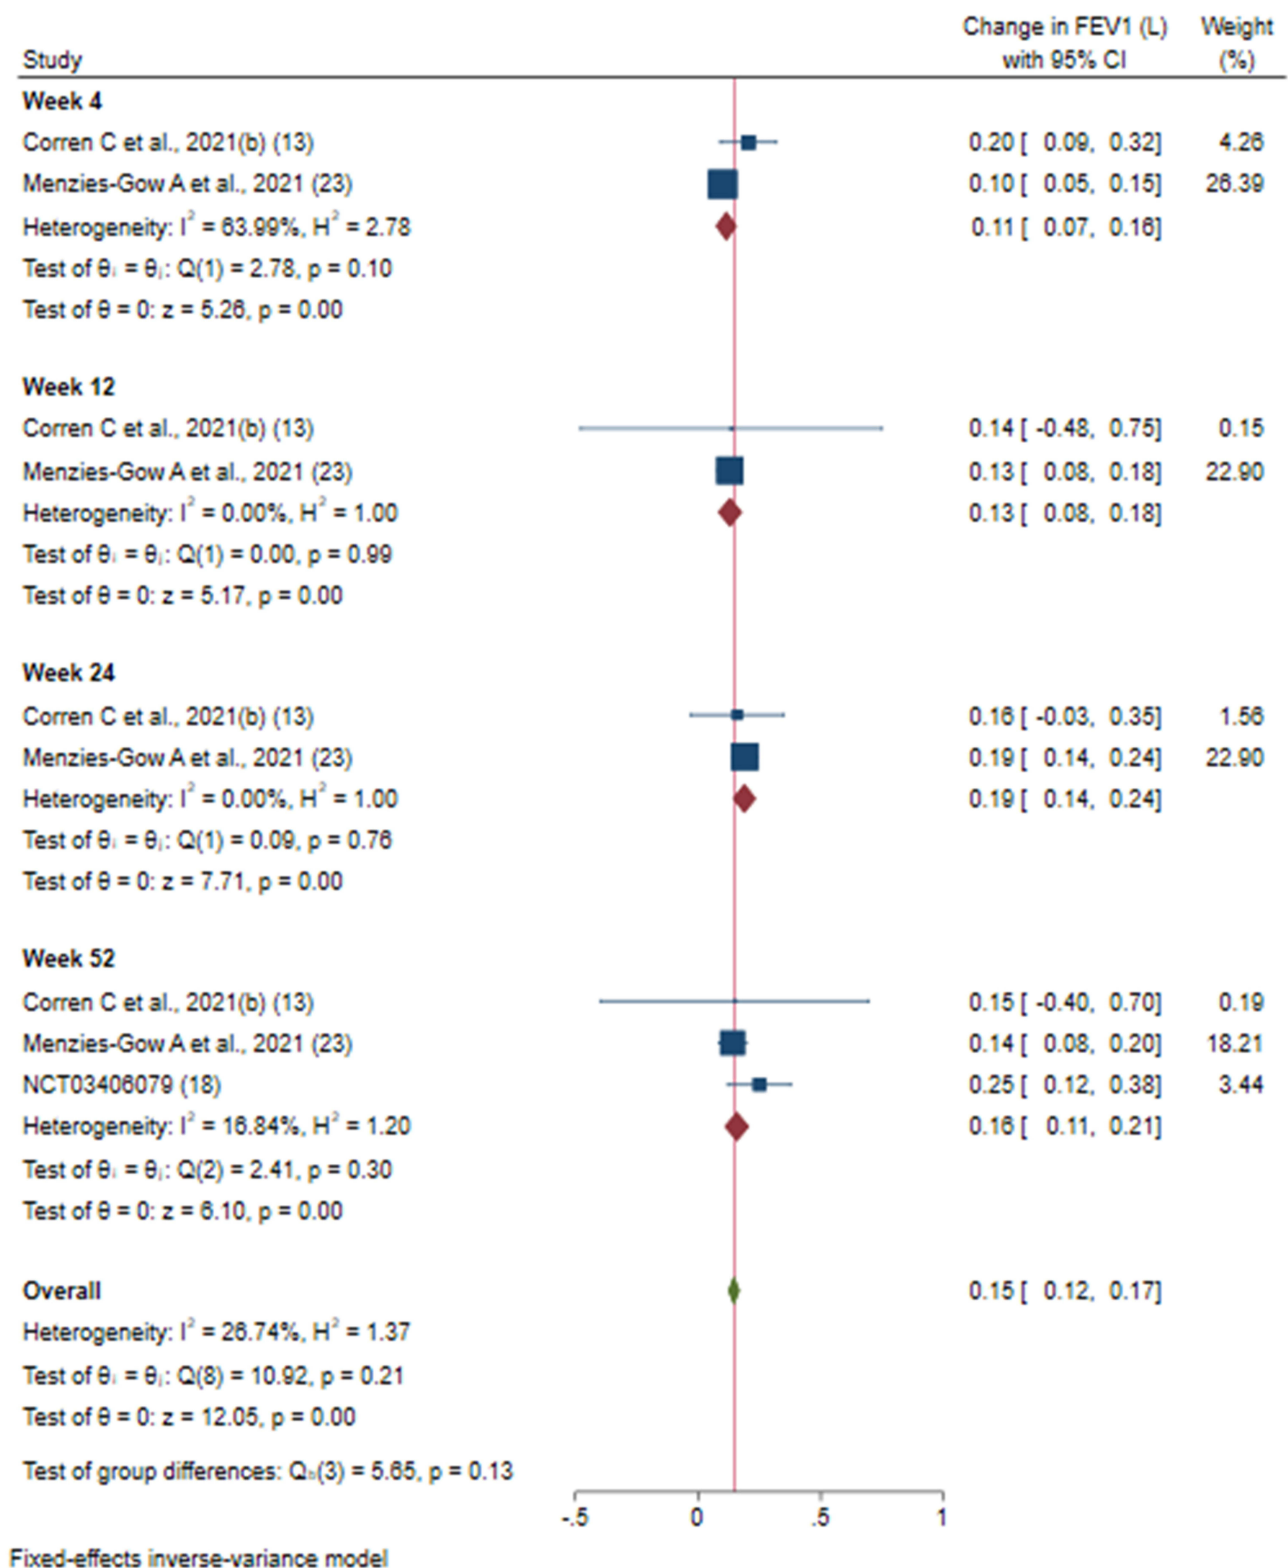 Change in FEV1 (L) Weight
Study with 95% CI (%)
Week 4
Corren C et al., 2021(b) (13) 0.20 [ 0.09, 0.32] 4.26
Menzies-Gow A et al., 2021 (23) 0.10 [ 0.05, 0.15] 26.39
Heterogeneity: I² = 63.99%, H² = 2.78 0.11 [ 0.07, 0.16]
Test of θᵢ = θⱼ: Q(1) = 2.78, p = 0.10
Test of θ = 0: z = 5.26, p = 0.00
Week 12
Corren C et al., 2021(b) (13) 0.14 [ -0.48, 0.75] 0.15
Menzies-Gow A et al., 2021 (23) 0.13 [ 0.08, 0.18] 22.90
Heterogeneity: I² = 0.00%, H² = 1.00 0.13 [ 0.08, 0.18]
Test of θᵢ = θⱼ: Q(1) = 0.00, p = 0.99
Test of θ = 0: z = 5.17, p = 0.00
Week 24
Corren C et al., 2021(b) (13) 0.16 [ -0.03, 0.35] 1.56
Menzies-Gow A et al., 2021 (23) 0.19 [ 0.14, 0.24] 22.90
Heterogeneity: I² = 0.00%, H² = 1.00 0.19 [ 0.14, 0.24]
Test of θᵢ = θⱼ: Q(1) = 0.09, p = 0.76
Test of θ = 0: z = 7.71, p = 0.00
Week 52
Corren C et al., 2021(b) (13) 0.15 [ -0.40, 0.70] 0.19
Menzies-Gow A et al., 2021 (23) 0.14 [ 0.08, 0.20] 18.21
NCT03406079 (18) 0.25 [ 0.12, 0.38] 3.44
Heterogeneity: I² = 16.84%, H² = 1.20 0.16 [ 0.11, 0.21]
Test of θᵢ = θⱼ: Q(2) = 2.41, p = 0.30
Test of θ = 0: z = 6.10, p = 0.00
Overall 0.15 [ 0.12, 0.17]
Heterogeneity: I² = 26.74%, H² = 1.37
Test of θᵢ = θⱼ: Q(8) = 10.92, p = 0.21
Test of θ = 0: z = 12.05, p = 0.00
Test of group differences: Q_b(3) = 5.65, p = 0.13
-.5 0 .5 1
Fixed-effects inverse-variance model